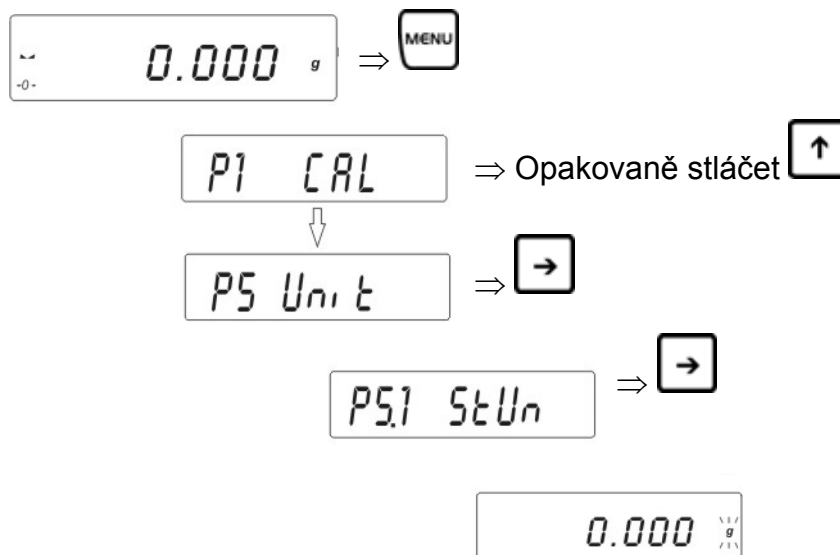 0.000 g ⇒ MENU
-0-
P1 CAL ⇒ Opakovaně stláčet ↑
P5 Unit ⇒ →
P5.1 StUn ⇒ →
0.000 g